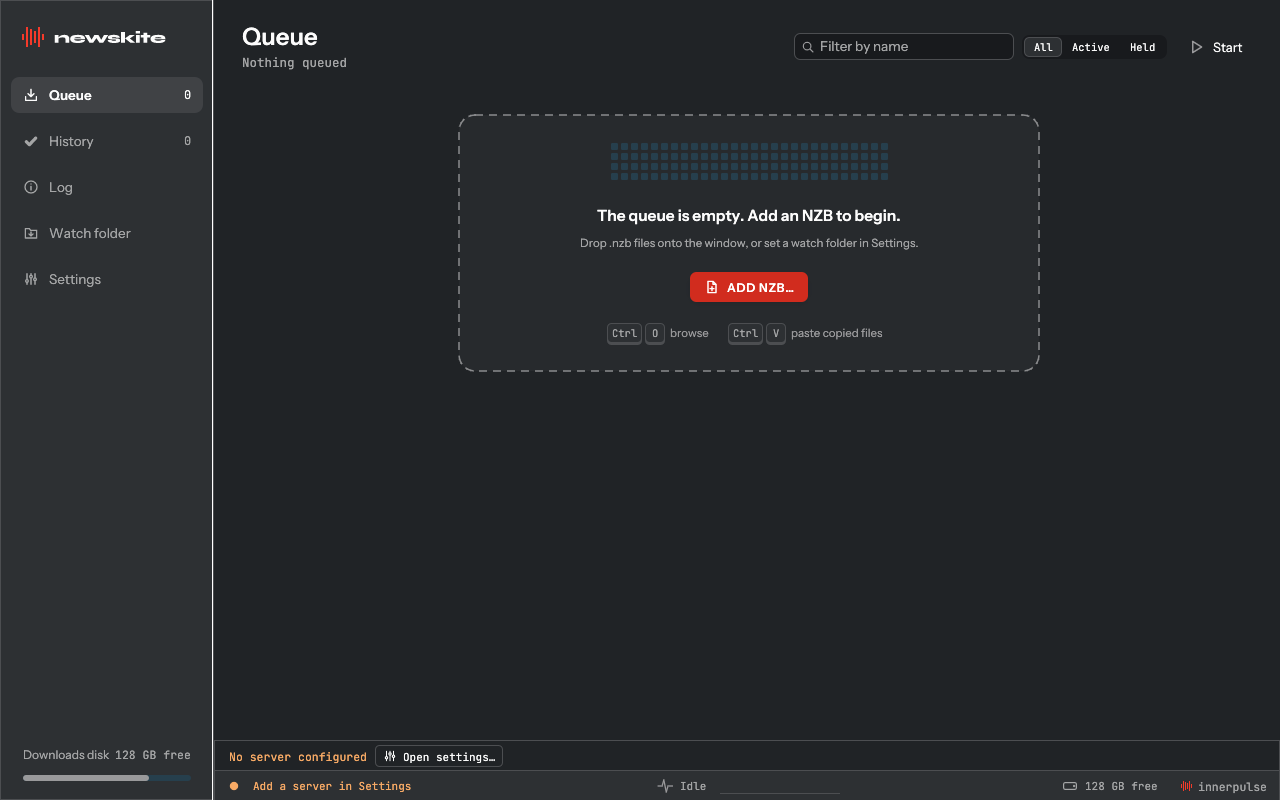 newskite
Queue 0
History 0
Log
Watch folder
Settings
Downloads disk 128 GB free
Queue
Nothing queued
Filter by name
All Active Held
Start
The queue is empty. Add an NZB to begin.
Drop .nzb files onto the window, or set a watch folder in Settings.
ADD NZB…
Ctrl O browse Ctrl V paste copied files
No server configured Open settings…
Add a server in Settings Idle 128 GB free innerpulse